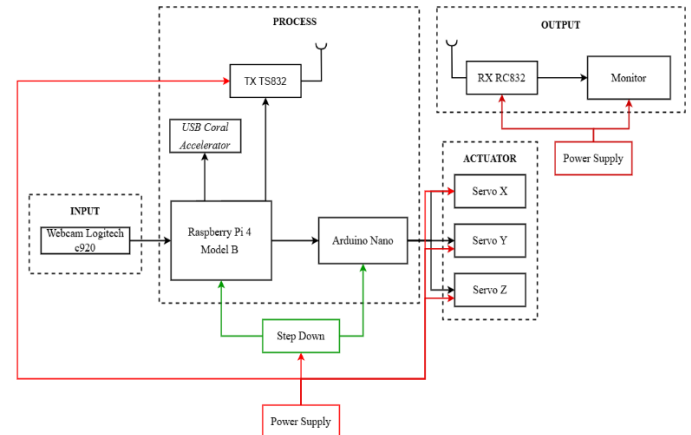 PROCESS
TX TS832
USB Coral
Accelerator
INPUT
Webcam Logitech
c920
Raspberry Pi 4
Model B
Arduino Nano
Step Down
Power Supply
OUTPUT
RX RC832
Monitor
Power Supply
ACTUATOR
Servo X
Servo Y
Servo Z